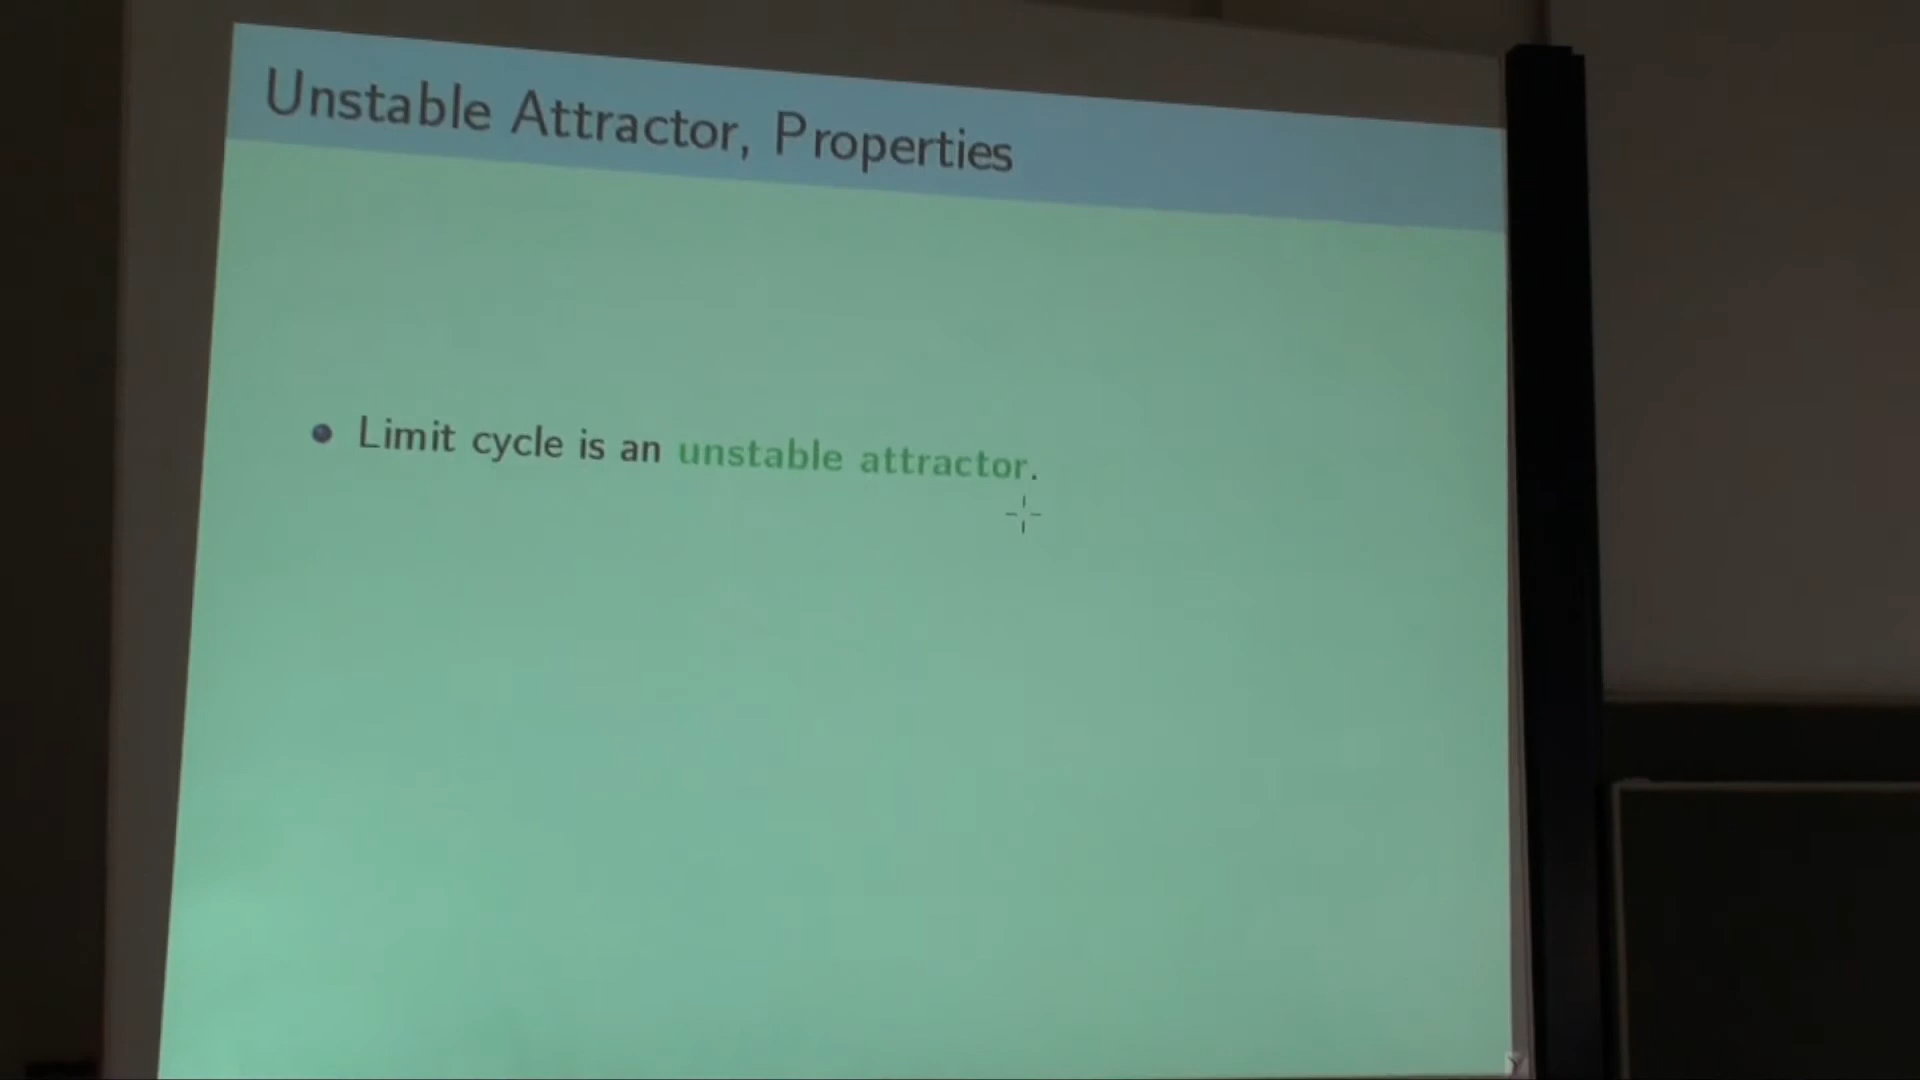 Unstable Attractor, Properties
Limit cycle is an unstable attractor.